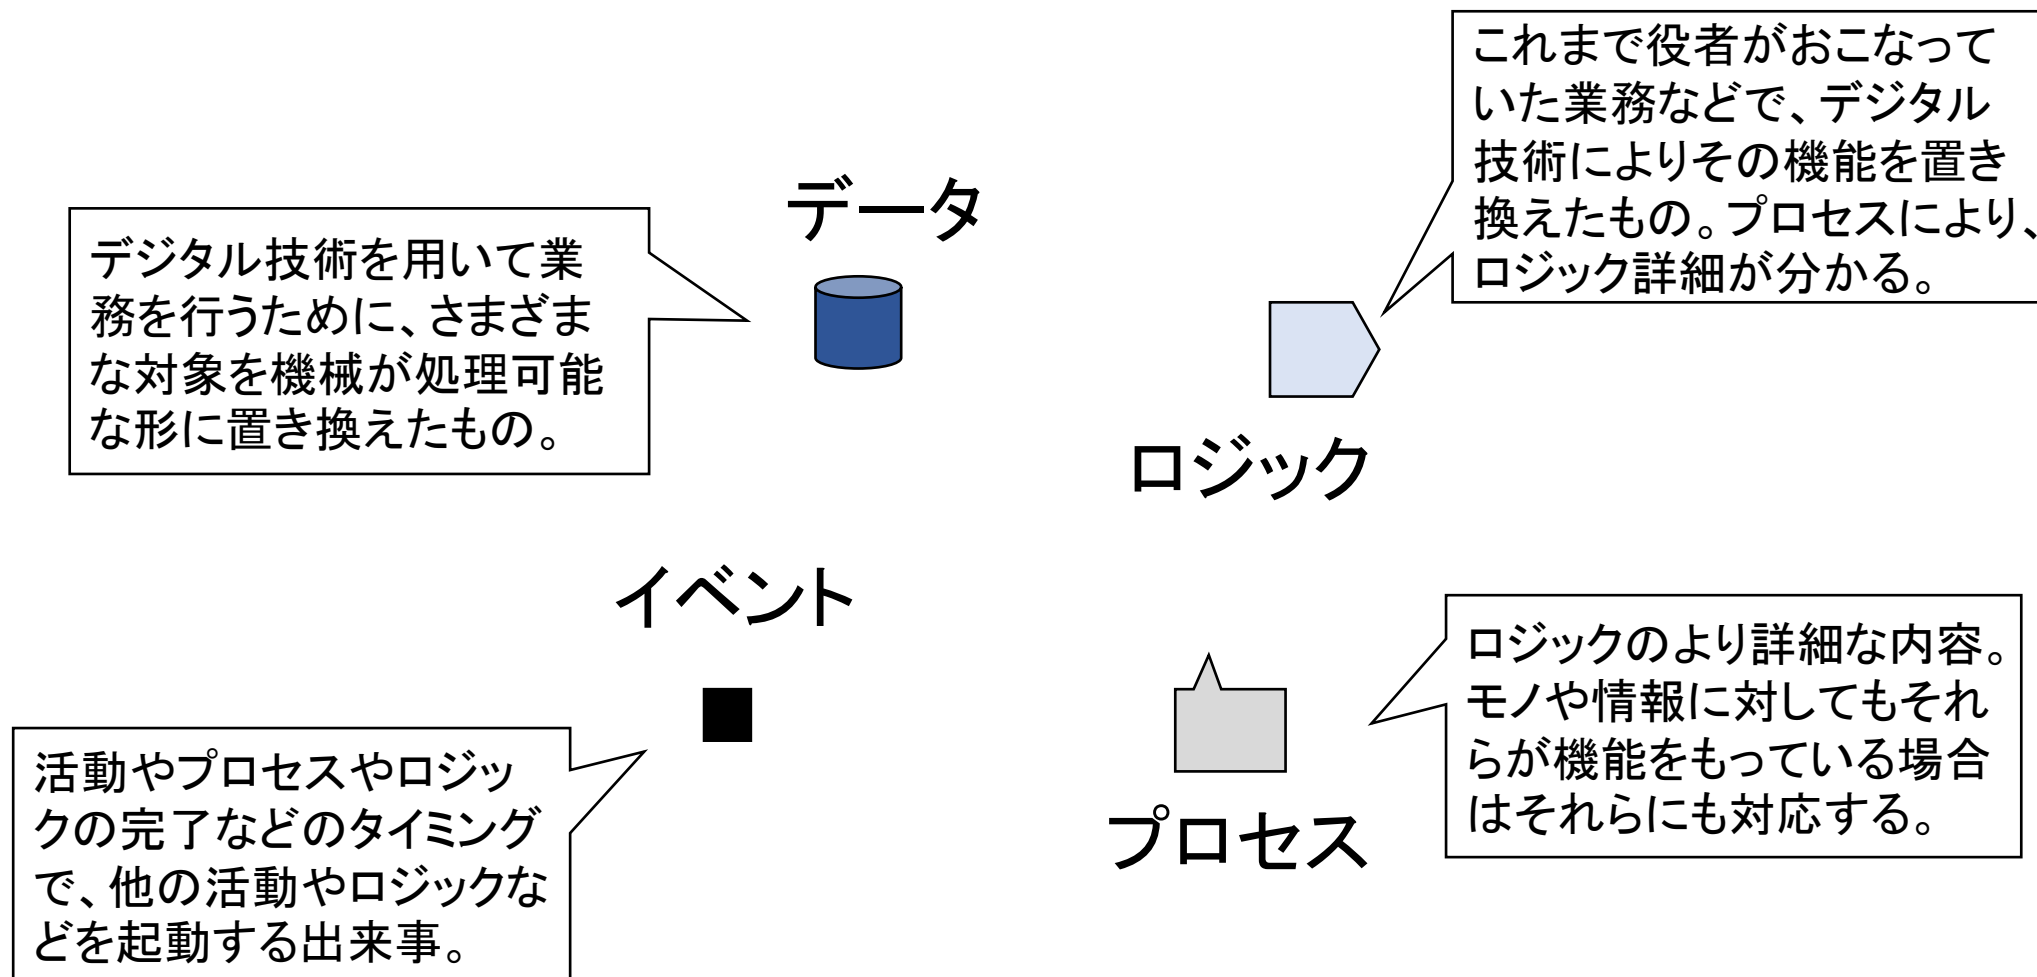 これまで役者がおこなって
いた業務などで、デジタル
技術によりその機能を置き
換えたもの。プロセスにより、
ロジック詳細が分かる。
データ
デジタル技術を用いて業
務を行うために、さまざま
な対象を機械が処理可能
な形に置き換えたもの。
ロジック
イベント
ロジックのより詳細な内容。
モノや情報に対してもそれ
らが機能をもっている場合
はそれらにも対応する。
活動やプロセスやロジッ
クの完了などのタイミング
で、他の活動やロジックな
どを起動する出来事。
プロセス